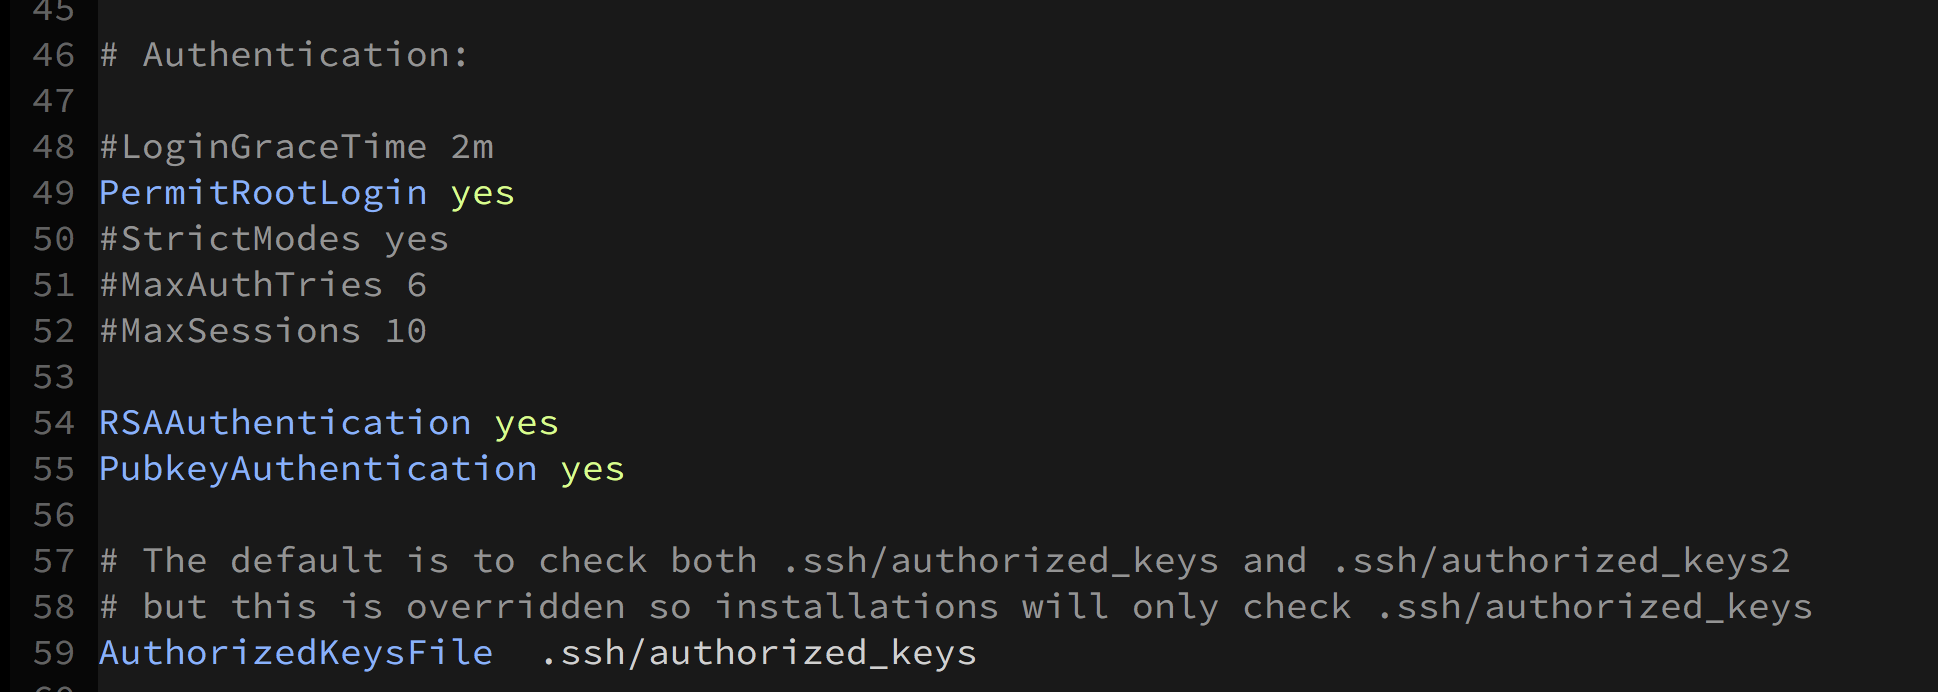 45
46 # Authentication:
47
48 #LoginGraceTime 2m
49 PermitRootLogin yes
50 #StrictModes yes
51 #MaxAuthTries 6
52 #MaxSessions 10
53
54 RSAAuthentication yes
55 PubkeyAuthentication yes
56
57 # The default is to check both .ssh/authorized_keys and .ssh/authorized_keys2
58 # but this is overridden so installations will only check .ssh/authorized_keys
59 AuthorizedKeysFile  .ssh/authorized_keys